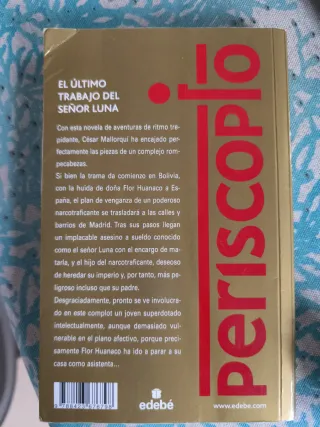 EL ÚLTIMO
TRABAJO DEL
SEÑOR LUNA
Con esta novela de aventuras de ritmo tre-
pidante, César Mallorquí ha encajado per-
fectamente las piezas de un complejo rom-
pecabezas.
Si bien la trama da comienzo en Bolivia,
con la huida de doña Flor Huanaco a Es-
paña, el plan de venganza de un poderoso
narcotraficante se trasladará a las calles y
barrios de Madrid. Tras sus pasos llegan
un implacable asesino a sueldo conocido
como el señor Luna con el encargo de ma-
tarla, y el hijo del narcotraficante, deseoso
de heredar su imperio y, por tanto, más pe-
ligroso incluso que su padre.
Desgraciadamente, pronto se ve involucra-
do en este complot un joven superdotado
intelectualmente, aunque demasiado vul-
nerable en el plano afectivo, porque preci-
samente Flor Huanaco ha ido a parar a su
casa como asistenta...
edebé
www.edebe.com
periscopio